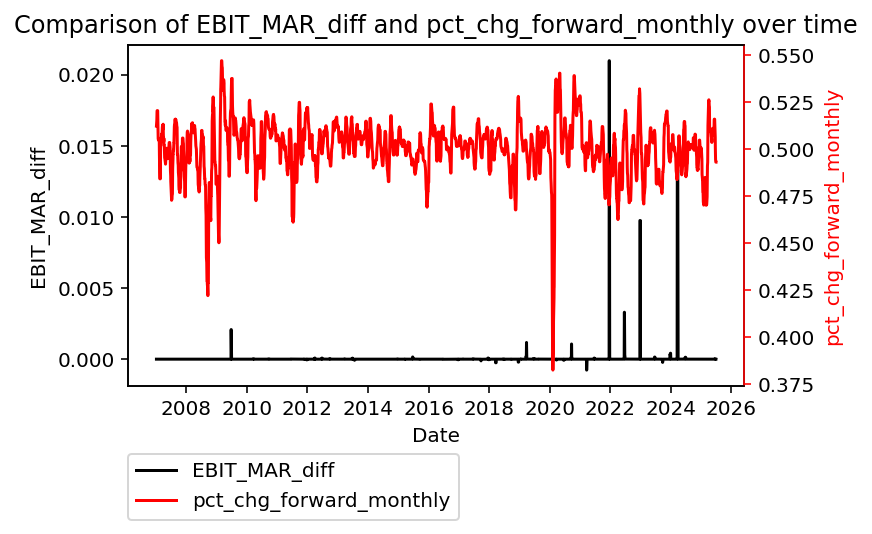 Comparison of EBIT_MAR_diff and pct_chg_forward_monthly over time
EBIT_MAR_diff
0.020
0.015
0.010
0.005
0.000
0.550
0.525
0.500
0.475
0.450
0.425
0.400
0.375
pct_chg_forward_monthly
2008 2010 2012 2014 2016 2018 2020 2022 2024 2026
Date
EBIT_MAR_diff
pct_chg_forward_monthly